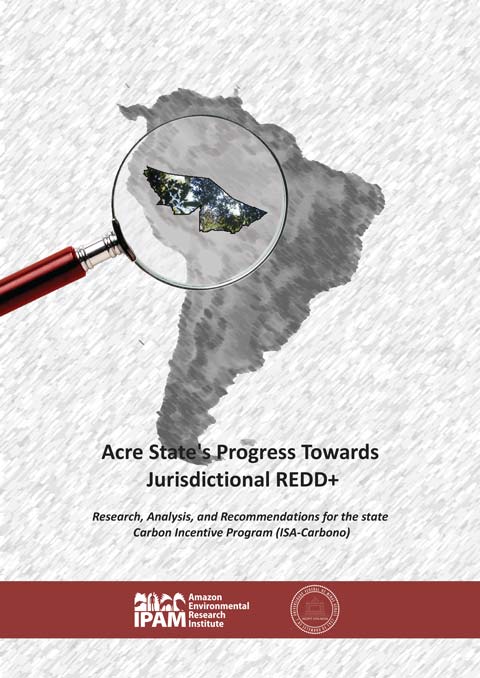 Acre State's Progress Towards
Jurisdictional REDD+
Research, Analysis, and Recommendations for the state
Carbon Incentive Program (ISA-Carbono)
IPAM
Amazon
Environmental
Research
Institute